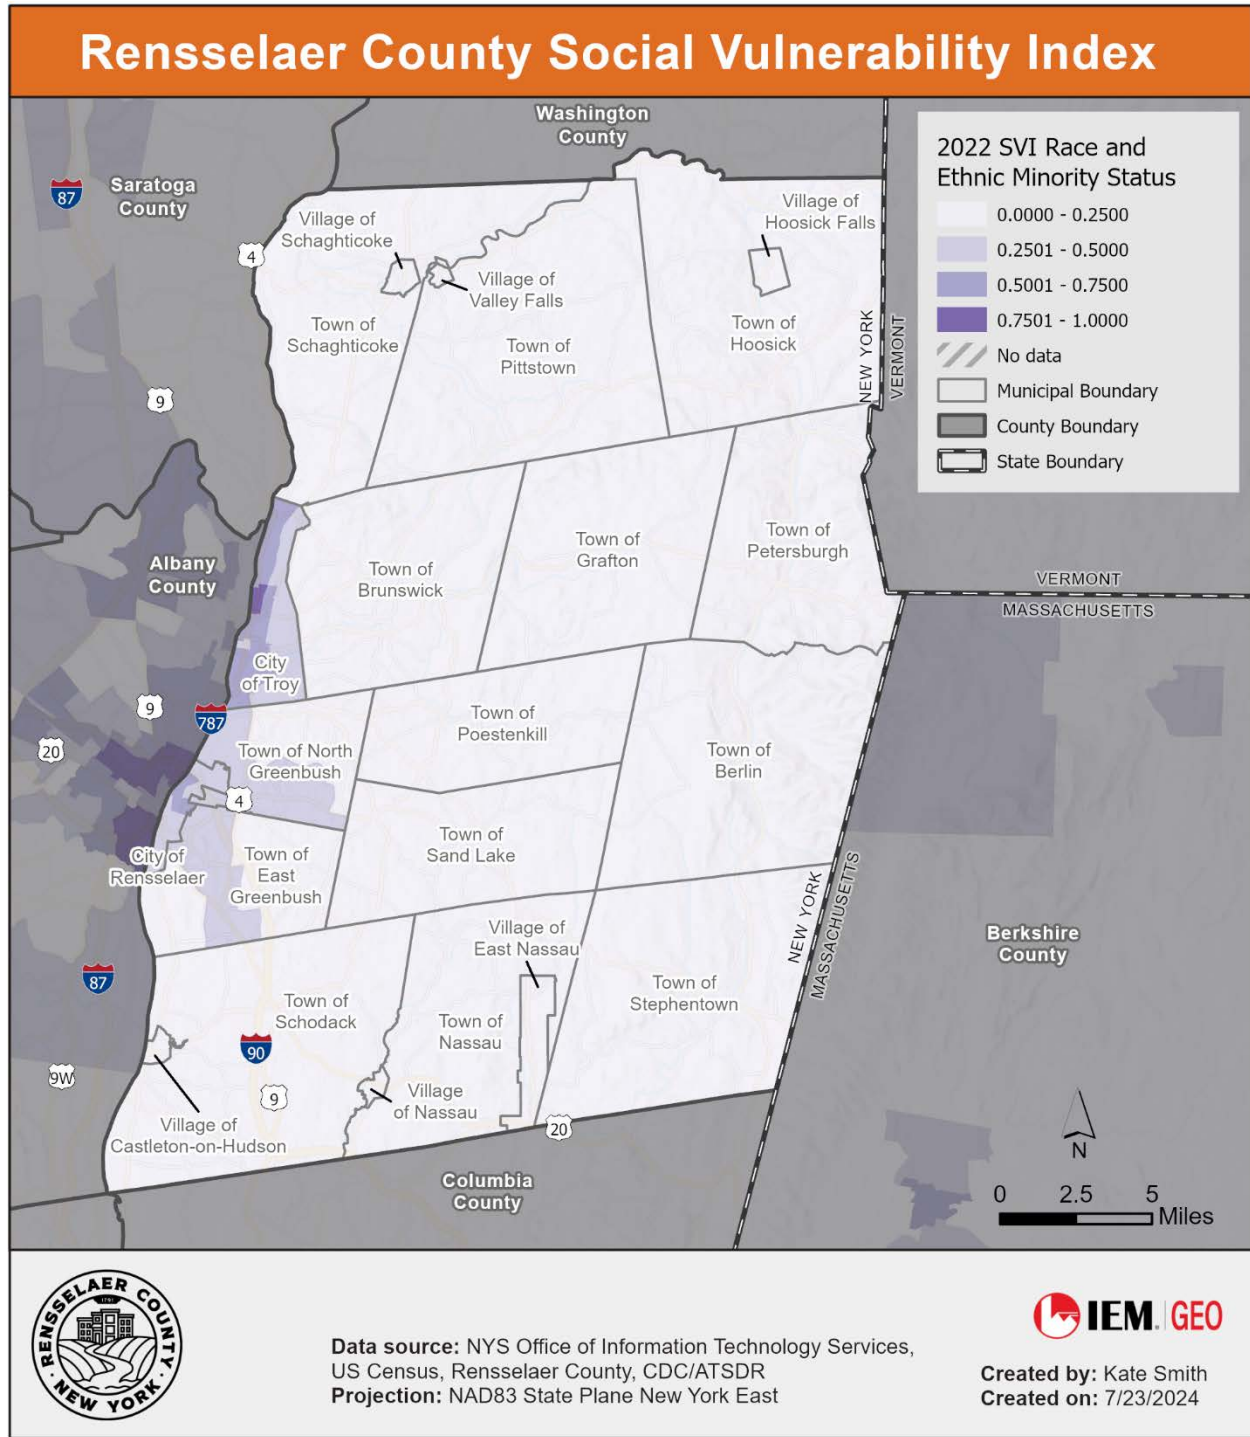 Rensselaer County Social Vulnerability Index
Washington
County
Saratoga
County
87
4
9
Village of
Schaghticoke
Village of
Valley Falls
Village of
Hoosick Falls
Town of
Schaghticoke
Town of
Pittstown
Town of
Hoosick
NEW YORK
VERMONT
2022 SVI Race and
Ethnic Minority Status
0.0000 - 0.2500
0.2501 - 0.5000
0.5001 - 0.7500
0.7501 - 1.0000
No data
Municipal Boundary
County Boundary
State Boundary
Albany
County
Town of
Brunswick
Town of
Grafton
Town of
Petersburgh
VERMONT
MASSACHUSETTS
City
of Troy
9
787
20
Town of North
Greenbush
4
Town of
Poestenkill
Town of
Berlin
City of
Rensselaer
Town of
East
Greenbush
Town of
Sand Lake
NEW YORK
MASSACHUSETTS
Berkshire
County
Village of
East Nassau
87
Town of
Schodack
Town of
Nassau
Town of
Stephentown
90
9W
9
Village of
Castleton-on-Hudson
Village
of Nassau
20
Columbia
County
N
0 2.5 5
Miles
RENSSELAER COUNTY
1791
NEW YORK
Data source: NYS Office of Information Technology Services,
US Census, Rensselaer County, CDC/ATSDR
Projection: NAD83 State Plane New York East
IEM. GEO
Created by: Kate Smith
Created on: 7/23/2024